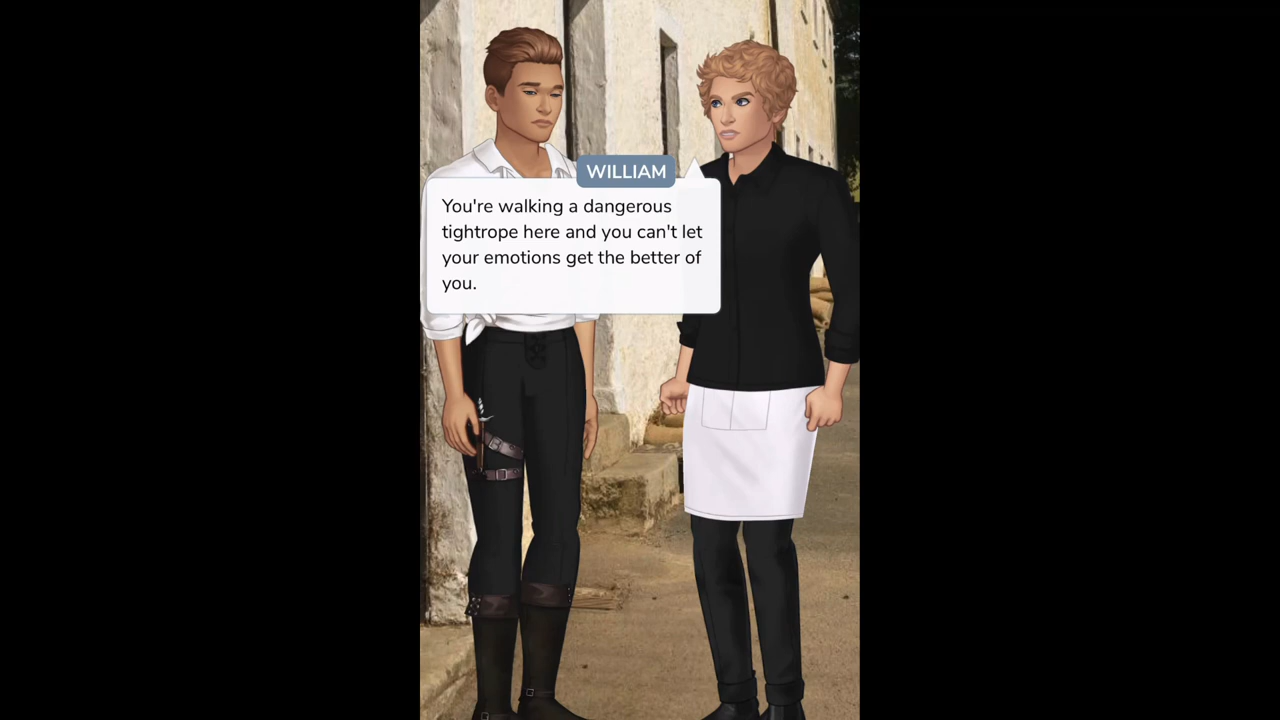 WILLIAM
You're walking a dangerous
tightrope here and you can't let
your emotions get the better of
you.